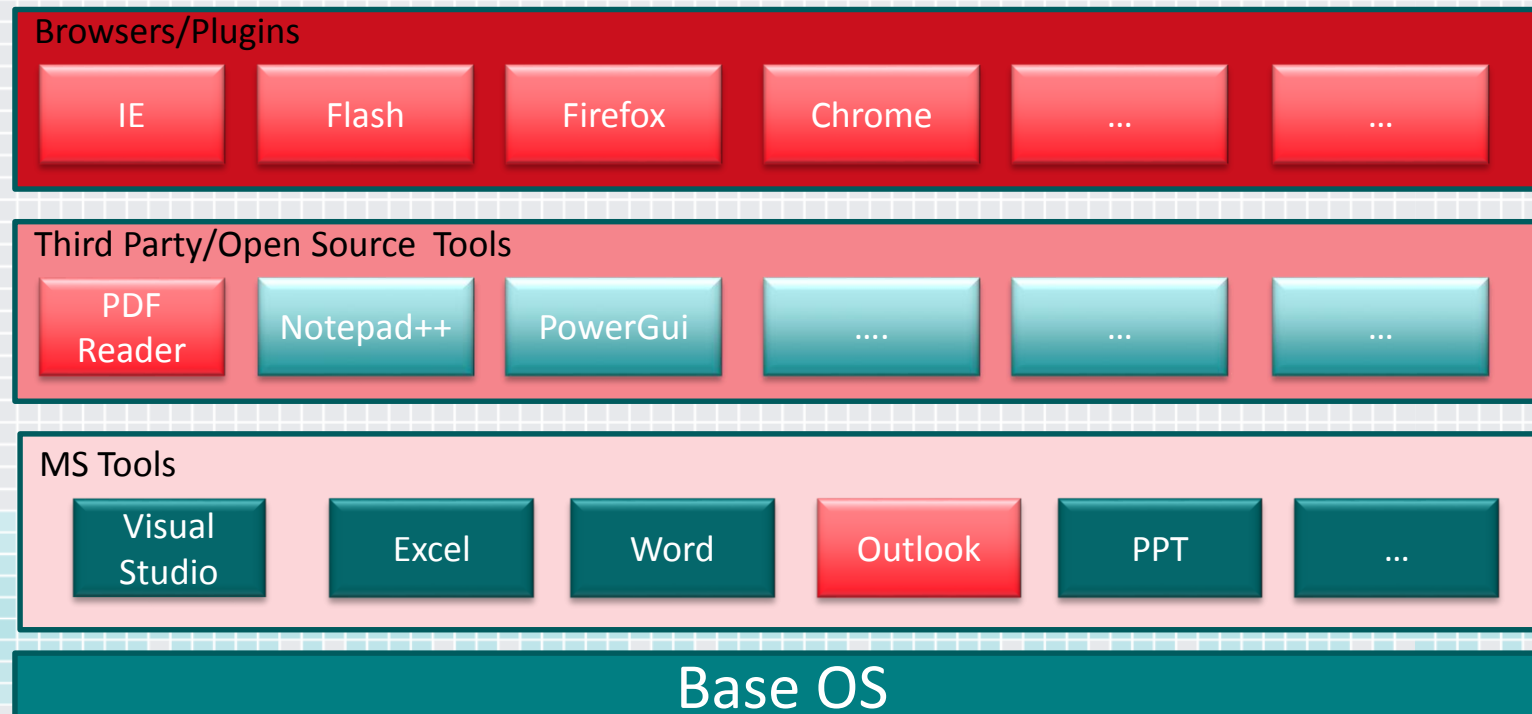 Browsers/Plugins
IE
Flash
Firefox
Chrome
...
...
Third Party/Open Source  Tools
PDF
Reader
Notepad++
PowerGui
....
...
...
MS Tools
Visual
Studio
Excel
Word
Outlook
PPT
...
Base OS